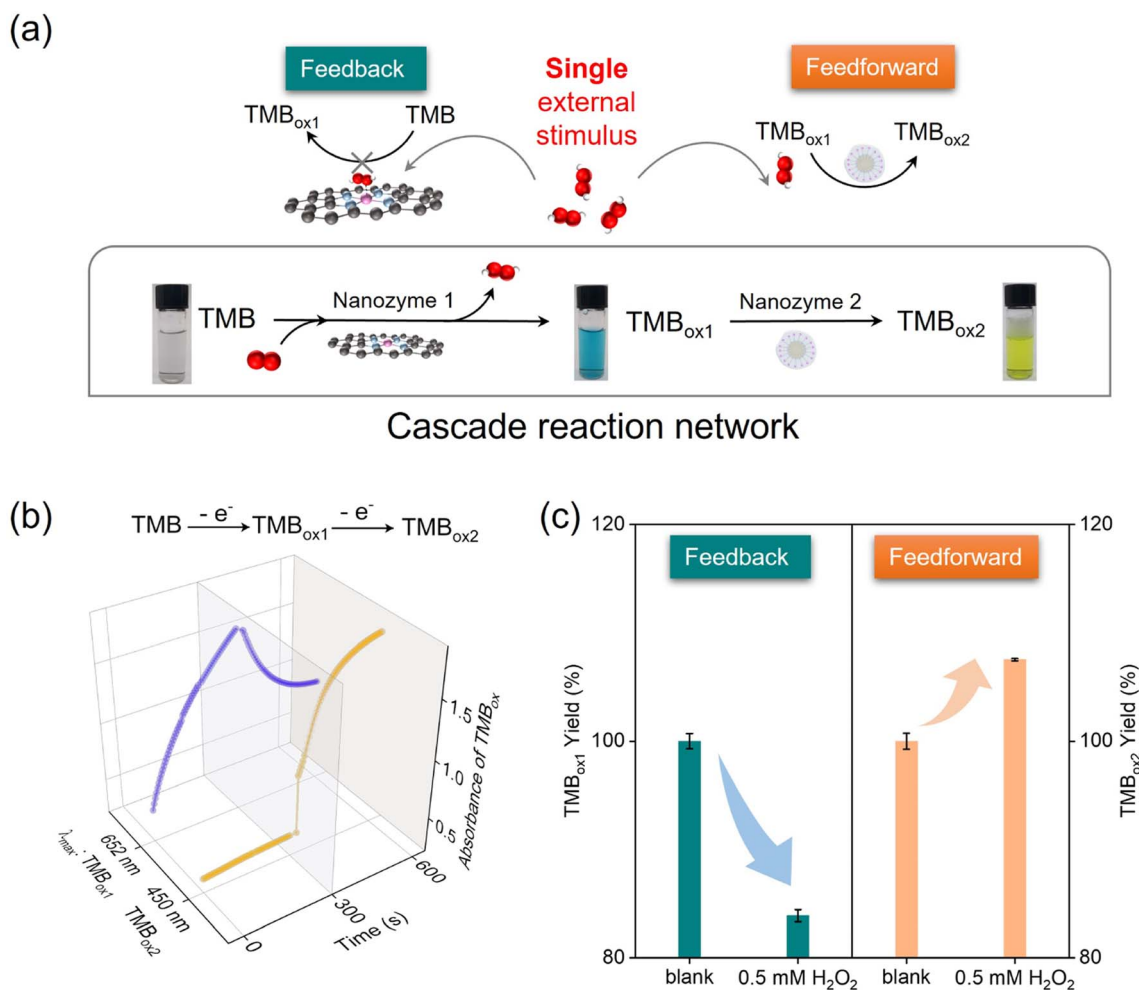 (a)
Feedback
Single
external
stimulus
Feedforward
TMBox1
TMB
TMBox1
TMBox2
TMB
Nanozyme 1
TMBox1
Nanozyme 2
TMBox2
Cascade reaction network
(b)
TMB - e⁻ TMBox1 - e⁻ TMBox2
λmax: TMBox1 TMBox2
652 nm
450 nm
0
300
600
Time (s)
0.5
1.0
1.5
Absorbance of TMBox
(c)
120
100
80
TMBox1 Yield (%)
Feedback
Feedforward
120
100
80
TMBox2 Yield (%)
blank
0.5 mM H₂O₂
blank
0.5 mM H₂O₂